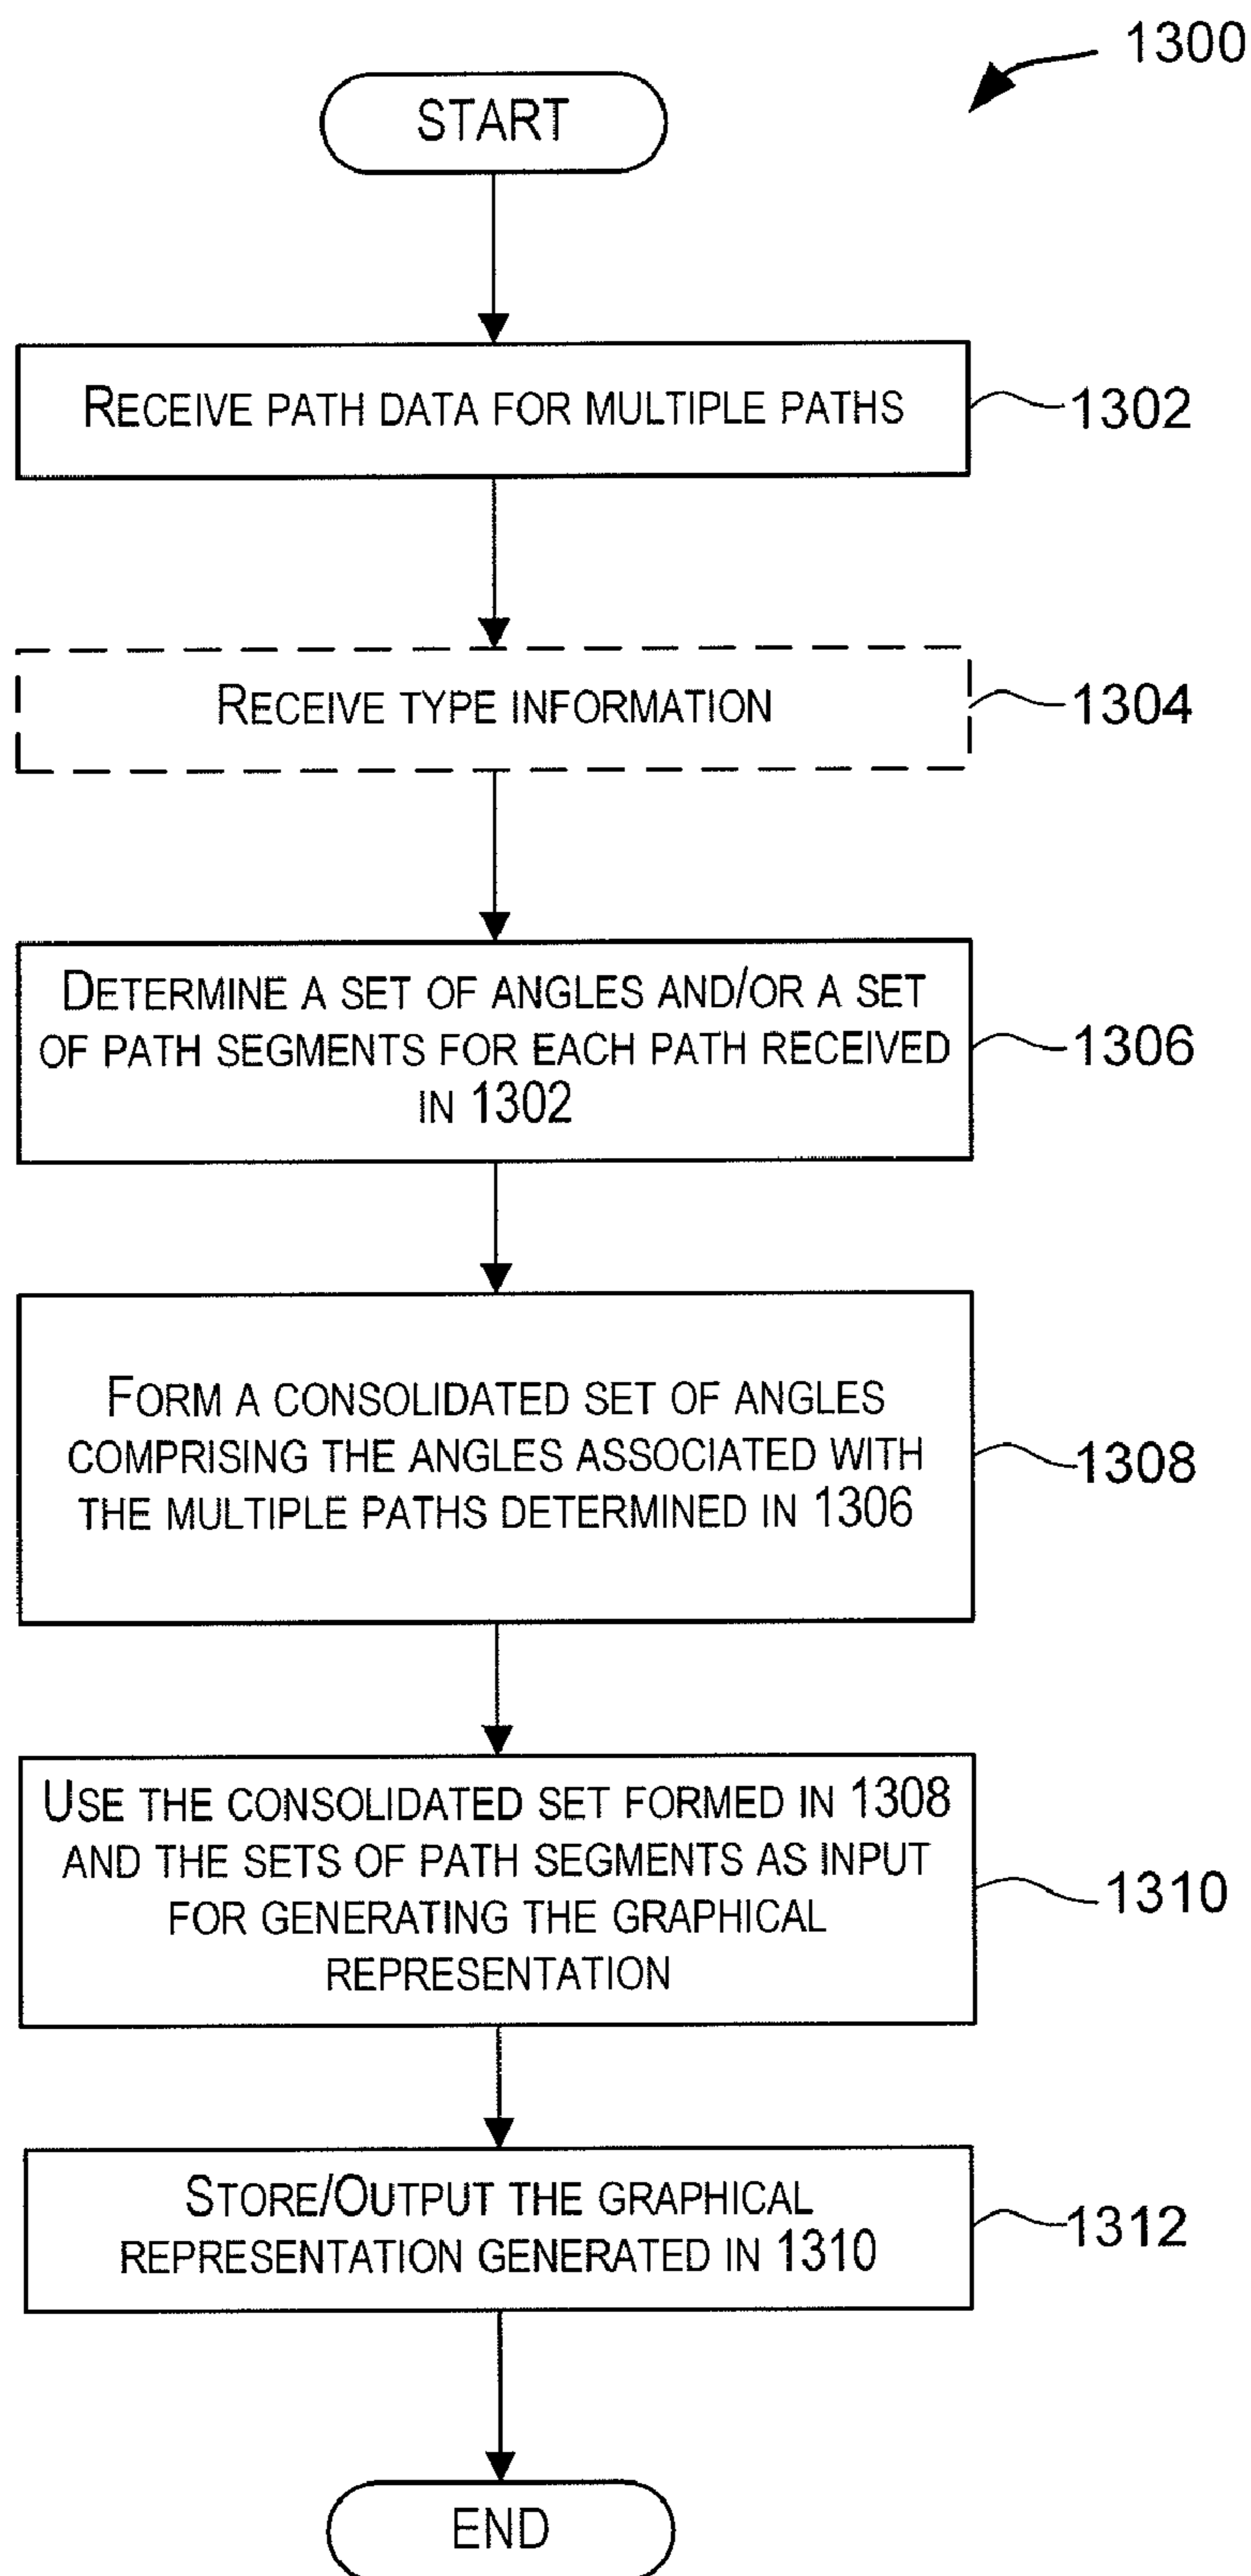 1300
START
RECEIVE PATH DATA FOR MULTIPLE PATHS
1302
RECEIVE TYPE INFORMATION
1304
DETERMINE A SET OF ANGLES AND/OR A SET
OF PATH SEGMENTS FOR EACH PATH RECEIVED
IN 1302
1306
FORM A CONSOLIDATED SET OF ANGLES
COMPRISING THE ANGLES ASSOCIATED WITH
THE MULTIPLE PATHS DETERMINED IN 1306
1308
USE THE CONSOLIDATED SET FORMED IN 1308
AND THE SETS OF PATH SEGMENTS AS INPUT
FOR GENERATING THE GRAPHICAL
REPRESENTATION
1310
STORE/OUTPUT THE GRAPHICAL
REPRESENTATION GENERATED IN 1310
1312
END